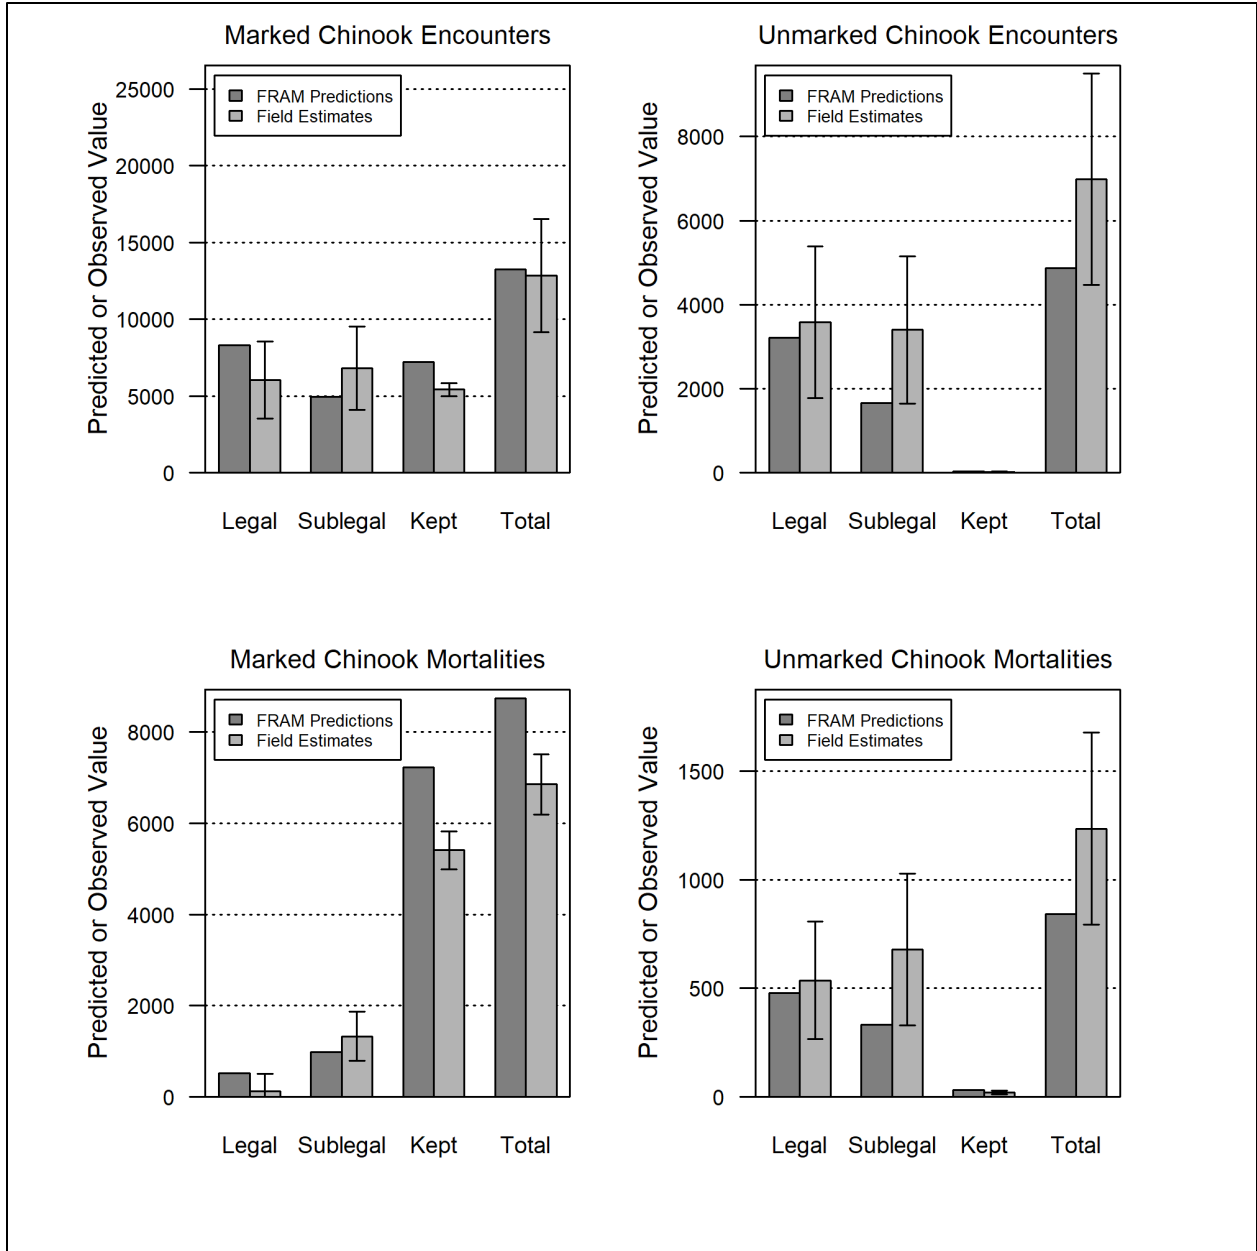 Marked Chinook Encounters
Predicted or Observed Value
25000
20000
15000
10000
5000
0
FRAM Predictions
Field Estimates
Legal Sublegal Kept Total
Unmarked Chinook Encounters
Predicted or Observed Value
8000
6000
4000
2000
0
FRAM Predictions
Field Estimates
Legal Sublegal Kept Total
Marked Chinook Mortalities
Predicted or Observed Value
8000
6000
4000
2000
0
FRAM Predictions
Field Estimates
Legal Sublegal Kept Total
Unmarked Chinook Mortalities
Predicted or Observed Value
1500
1000
500
0
FRAM Predictions
Field Estimates
Legal Sublegal Kept Total